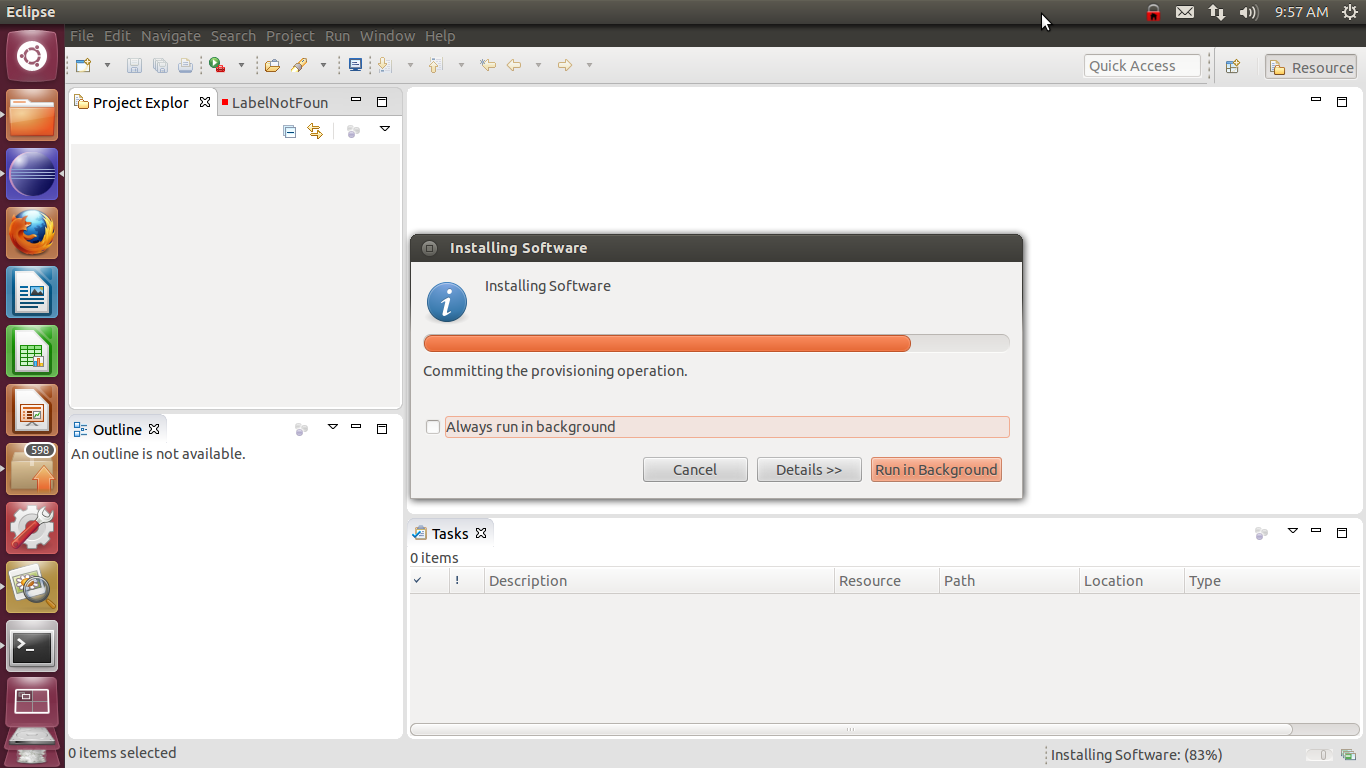 Eclipse
9:57 AM
File Edit Navigate Search Project Run Window Help
Quick Access
Resource
Project Explor
LabelNotFoun
Installing Software
Installing Software
Committing the provisioning operation.
Always run in background
Cancel
Details >>
Run in Background
598
Outline
An outline is not available.
Tasks
0 items
! Description Resource Path Location Type
0 items selected
Installing Software: (83%)
0